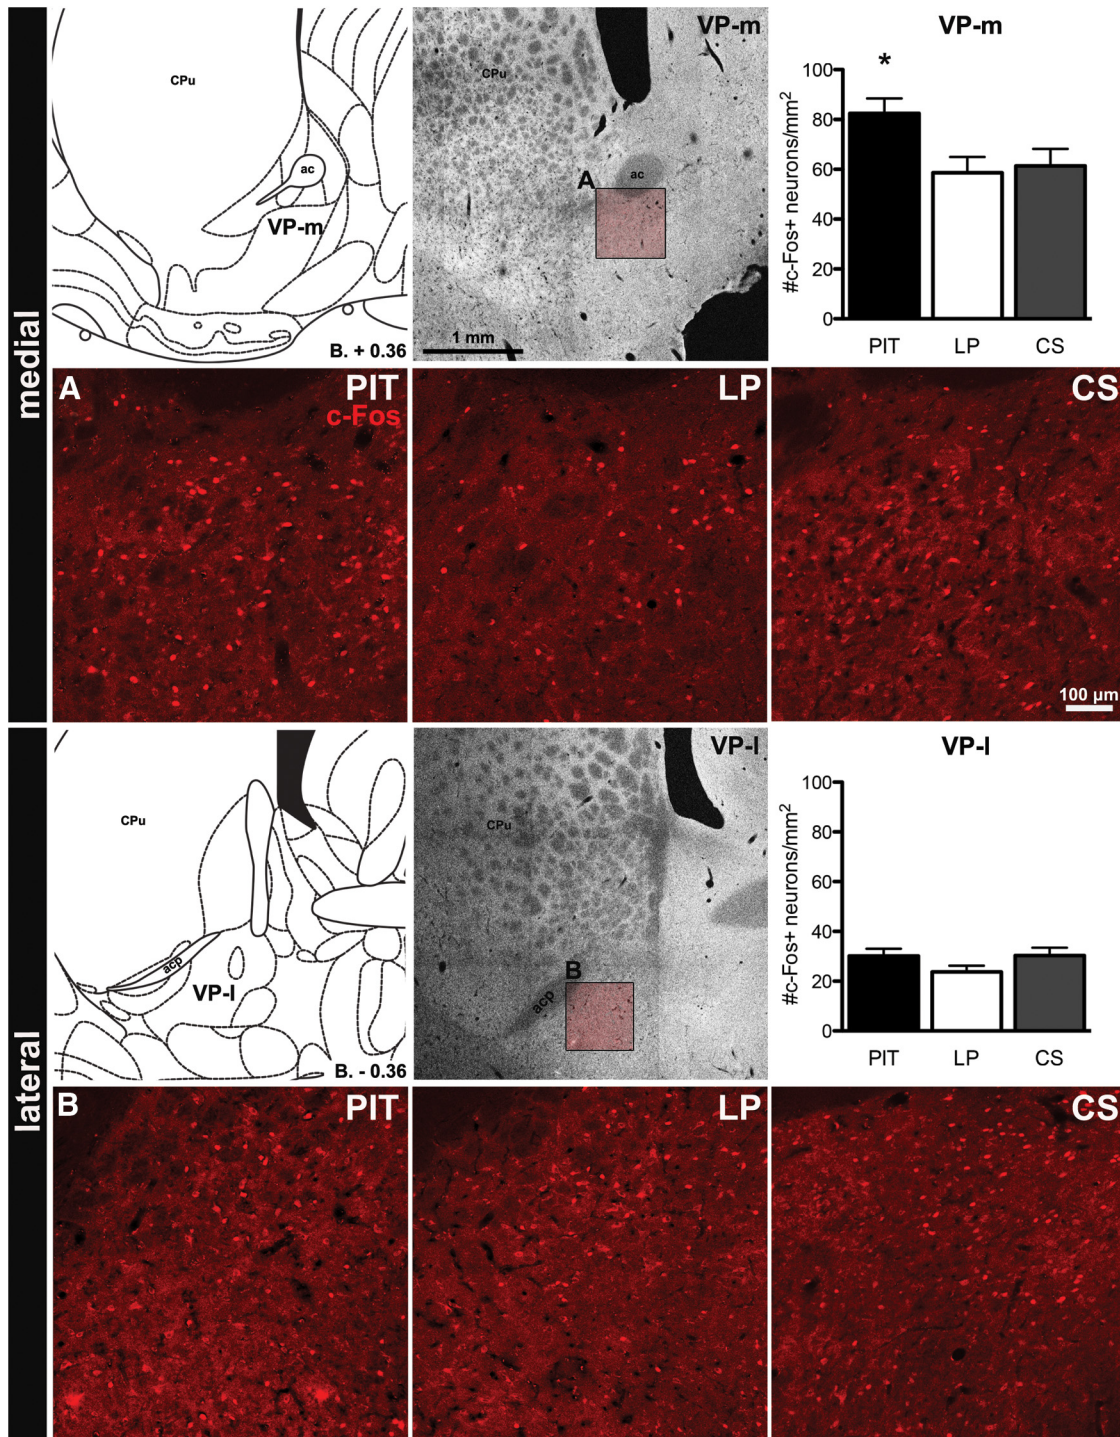 medial
CPu
ac
VP-m
B. + 0.36
VP-m
CPu
A
ac
1 mm
VP-m
*
#c-Fos+ neurons/mm²
100
80
60
40
20
0
PIT LP CS
A PIT
c-Fos
LP
CS
100 µm
lateral
CPu
acp
VP-l
B. - 0.36
VP-l
CPu
B
acp
VP-l
#c-Fos+ neurons/mm²
100
80
60
40
20
0
PIT LP CS
B PIT
LP
CS